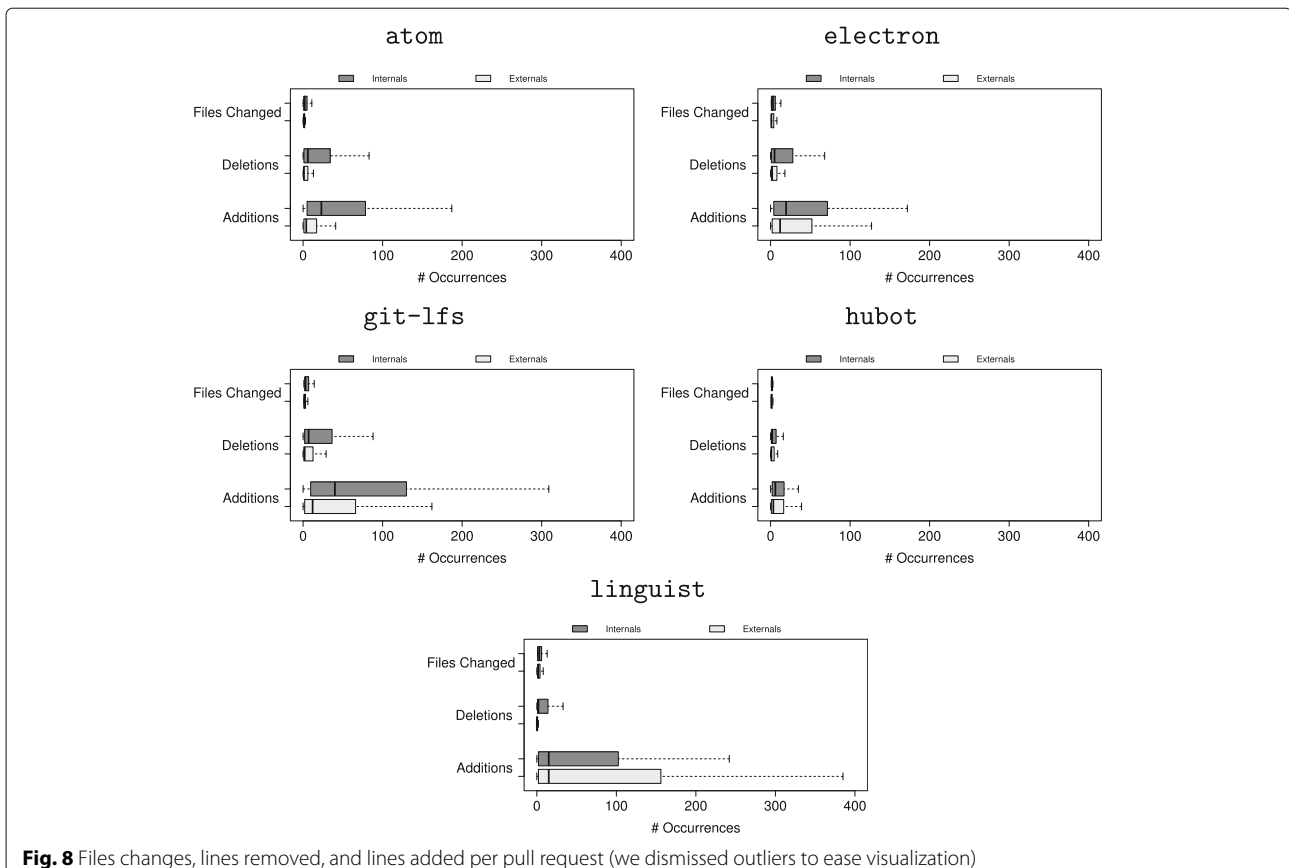 atom
Internals Externals
Files Changed
Deletions
Additions
0 100 200 300 400
# Occurrences
electron
Internals Externals
Files Changed
Deletions
Additions
0 100 200 300 400
# Occurrences
git-lfs
Internals Externals
Files Changed
Deletions
Additions
0 100 200 300 400
# Occurrences
hubot
Internals Externals
Files Changed
Deletions
Additions
0 100 200 300 400
# Occurrences
linguist
Internals Externals
Files Changed
Deletions
Additions
0 100 200 300 400
# Occurrences
Fig. 8 Files changes, lines removed, and lines added per pull request (we dismissed outliers to ease visualization)